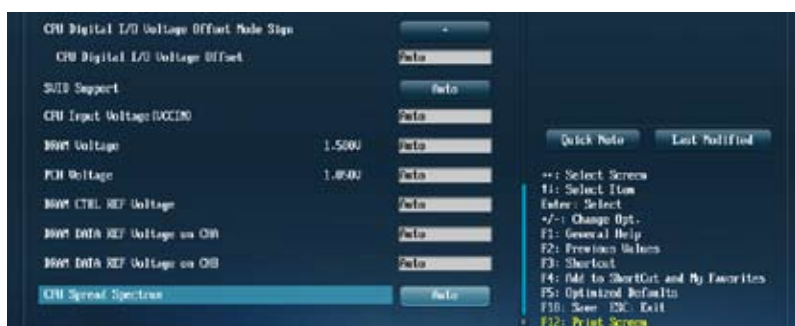 CPU Digital I/O Voltage Offset Mode Sign -
CPU Digital I/O Voltage Offset Auto
SVID Support Auto
CPU Input Voltage(VCCIN) Auto
DRAM Voltage 1.500V Auto
PCH Voltage 1.050V Auto
DRAM CTRL REF Voltage Auto
DRAM DATA REF Voltage on CHA Auto
DRAM DATA REF Voltage on CHB Auto
CPU Spread Spectrum Auto
Quick Note Last Modified
↔: Select Screen
↑↓: Select Item
Enter: Select
+/-: Change Opt.
F1: General Help
F2: Previous Values
F3: Shortcut
F4: Add to ShortCut and My Favorites
F5: Optimized Defaults
F10: Save ESC: Exit
F12: Print Screen